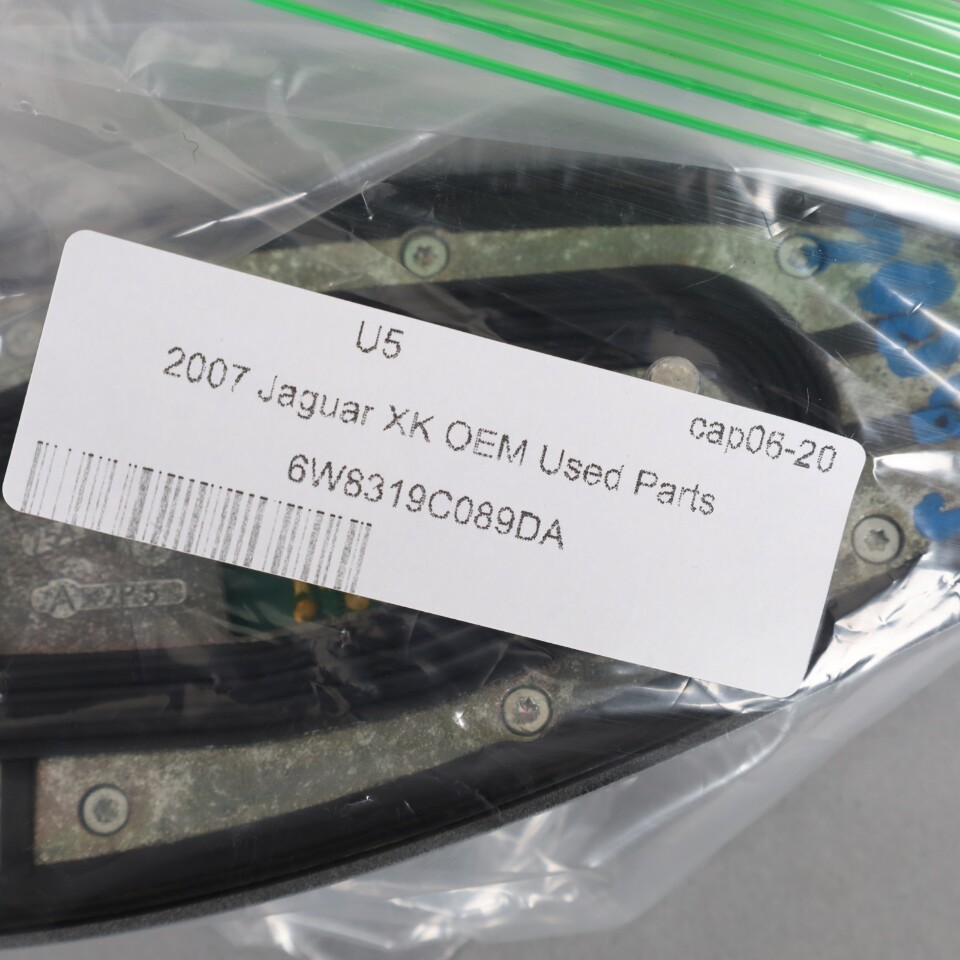 U5
2007 Jaguar XK OEM Used Parts
cap06-20
6W8319C089DA